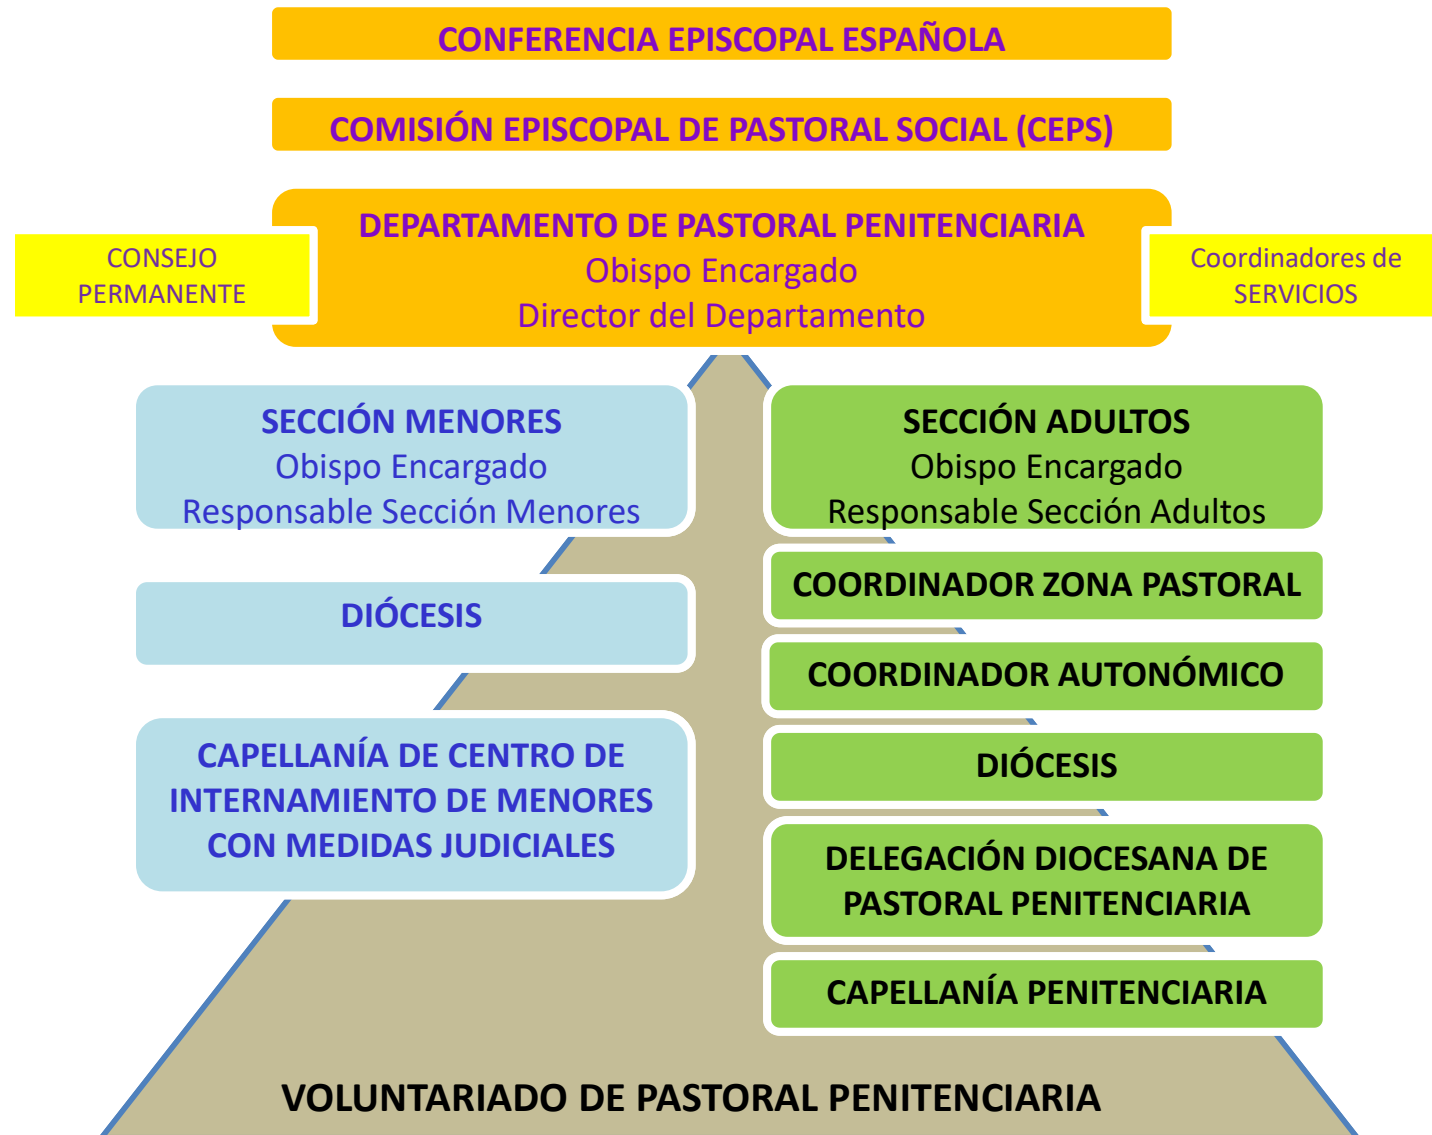 CONFERENCIA EPISCOPAL ESPAÑOLA
COMISIÓN EPISCOPAL DE PASTORAL SOCIAL (CEPS)
DEPARTAMENTO DE PASTORAL PENITENCIARIA
Obispo Encargado
Director del Departamento
CONSEJO
PERMANENTE
Coordinadores de
SERVICIOS
SECCIÓN MENORES
Obispo Encargado
Responsable Sección Menores
DIÓCESIS
CAPELLANÍA DE CENTRO DE
INTERNAMIENTO DE MENORES
CON MEDIDAS JUDICIALES
SECCIÓN ADULTOS
Obispo Encargado
Responsable Sección Adultos
COORDINADOR ZONA PASTORAL
COORDINADOR AUTONÓMICO
DIÓCESIS
DELEGACIÓN DIOCESANA DE
PASTORAL PENITENCIARIA
CAPELLANÍA PENITENCIARIA
VOLUNTARIADO DE PASTORAL PENITENCIARIA